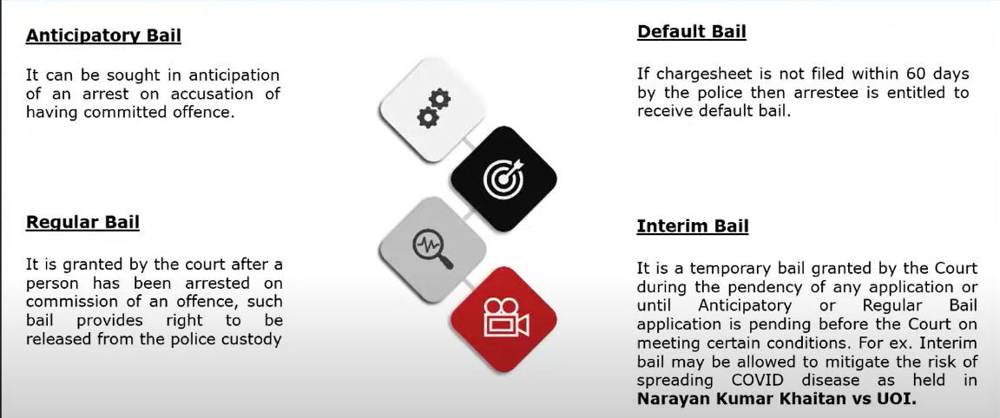 Anticipatory Bail
It can be sought in anticipation
of an arrest on accusation of
having committed offence.
Default Bail
If chargesheet is not filed within 60 days
by the police then arrestee is entitled to
receive default bail.
Regular Bail
It is granted by the court after a
person has been arrested on
commission of an offence, such
bail provides right to be
released from the police custody
Interim Bail
It is a temporary bail granted by the Court
during the pendency of any application or
until Anticipatory or Regular Bail
application is pending before the Court on
meeting certain conditions. For ex. Interim
bail may be allowed to mitigate the risk of
spreading COVID disease as held in
Narayan Kumar Khaitan vs UOI.